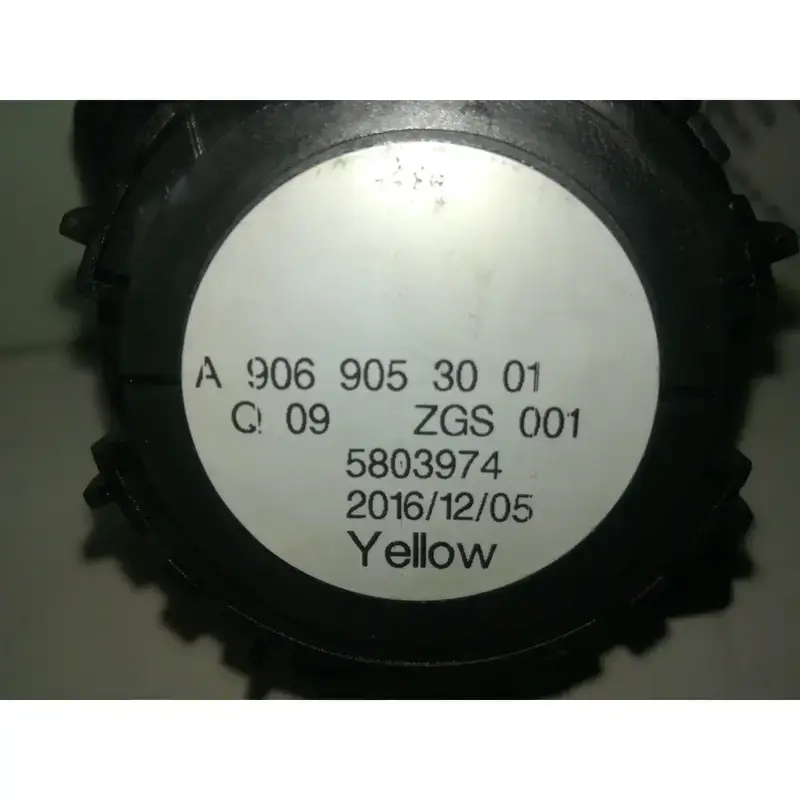 A 906 905 30 01
Q 09 ZGS 001
5803974
2016/12/05
Yellow